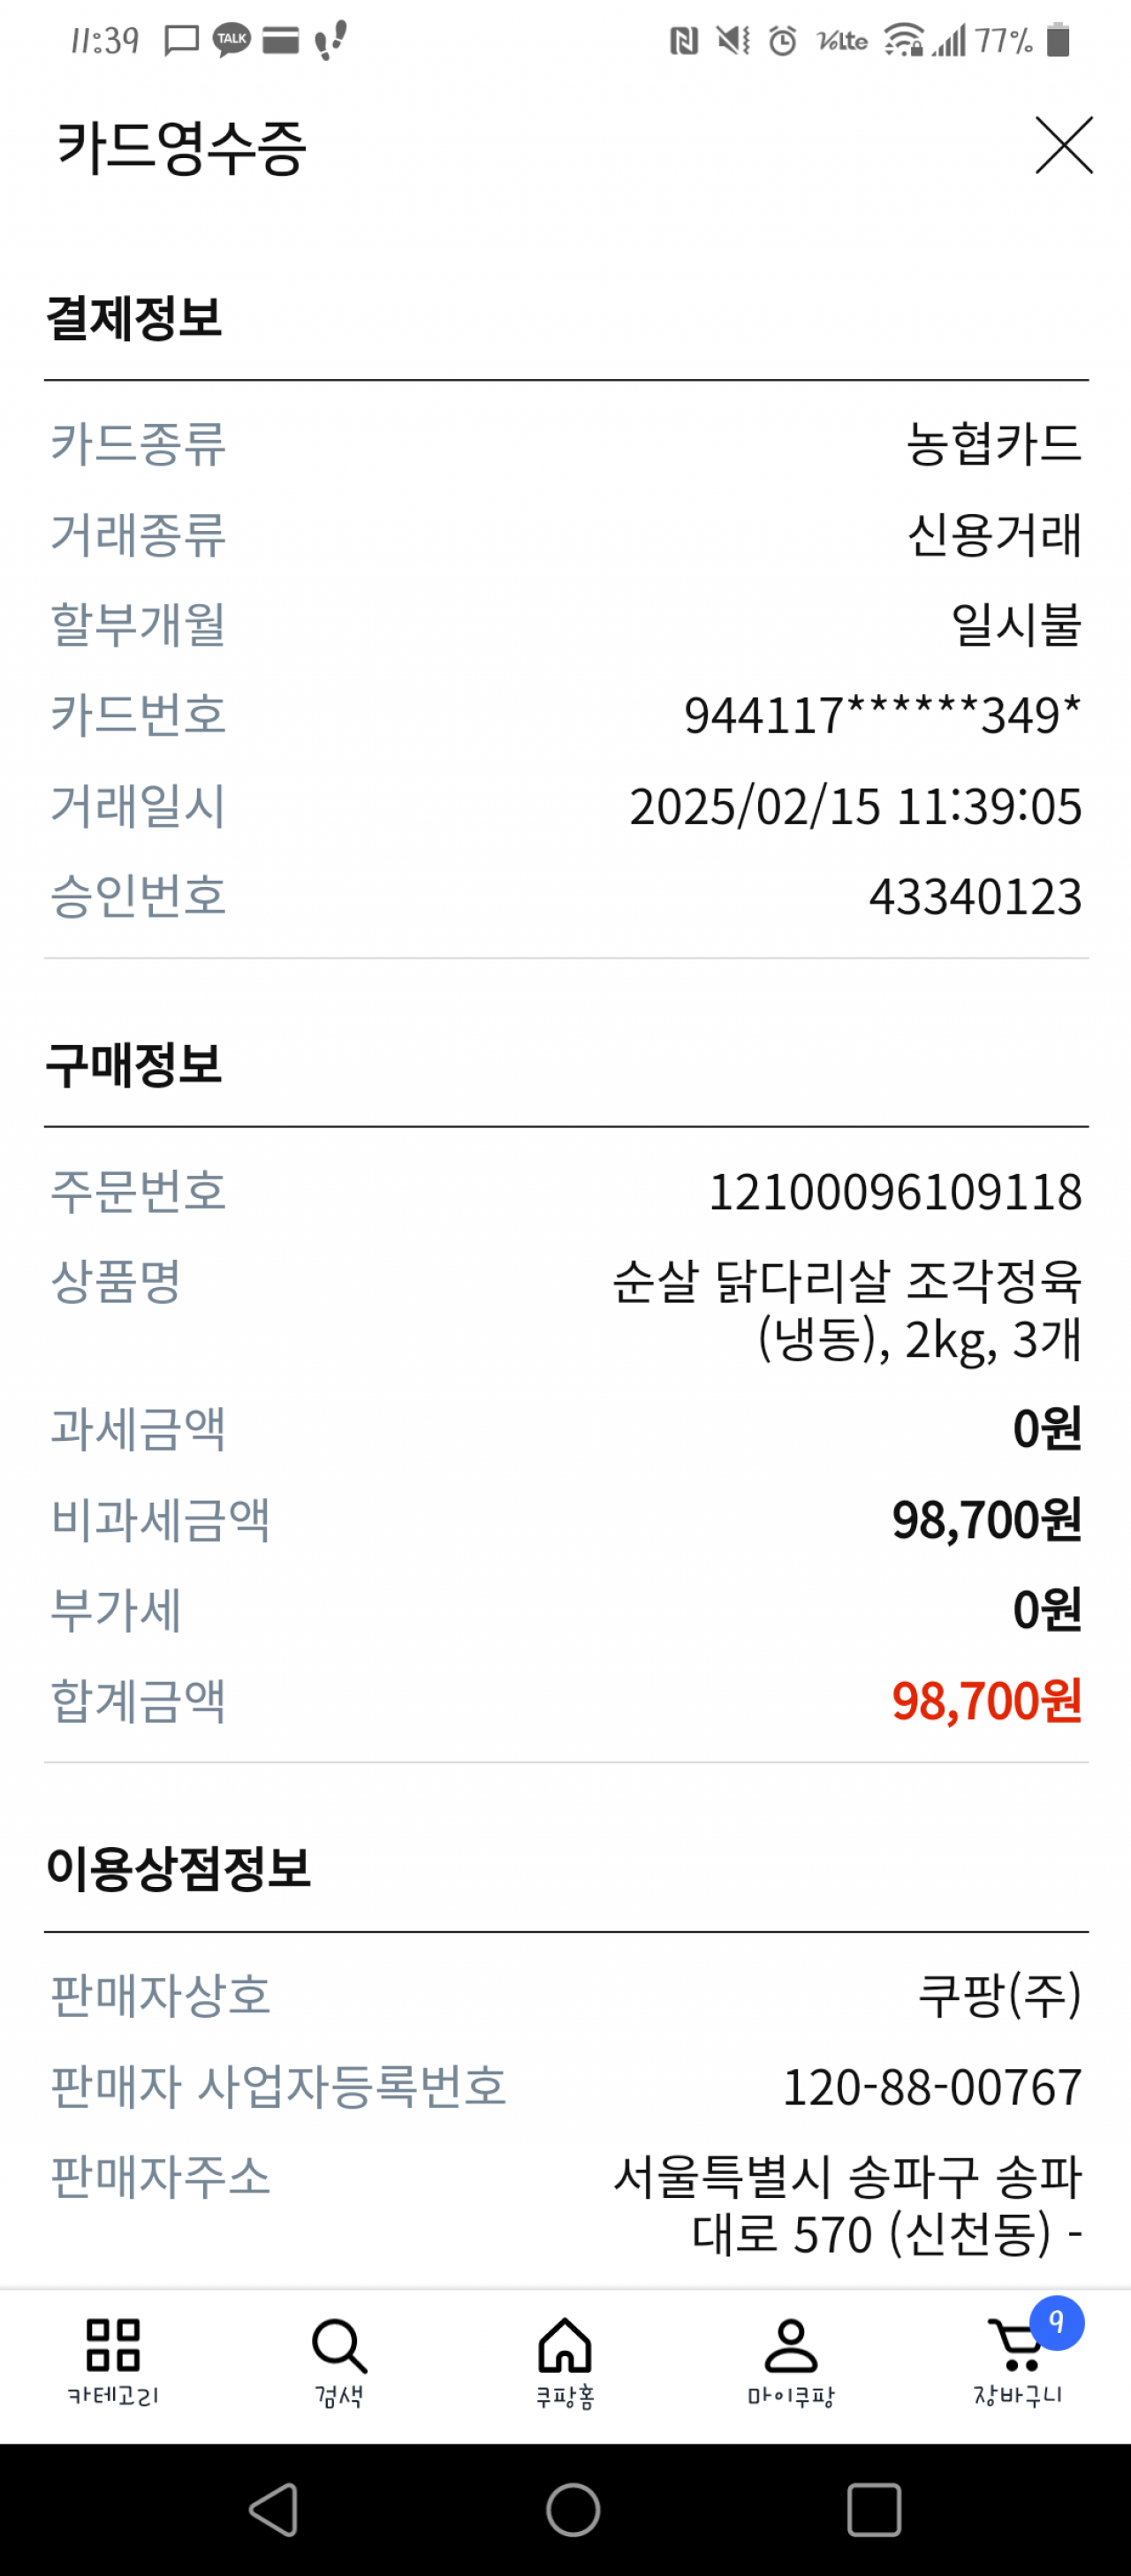 11:39 TALK VoLTE 77%
카드영수증
결제정보
카드종류 농협카드
거래종류 신용거래
할부개월 일시불
카드번호 944117******349*
거래일시 2025/02/15 11:39:05
승인번호 43340123
구매정보
주문번호 12100096109118
상품명 순살 닭다리살 조각정육
(냉동), 2kg, 3개
과세금액 0원
비과세금액 98,700원
부가세 0원
합계금액 98,700원
이용상점정보
판매자상호 쿠팡(주)
판매자 사업자등록번호 120-88-00767
판매자주소 서울특별시 송파구 송파
대로 570 (신천동) -
9
카테고리 검색 쿠팡홈 마이쿠팡 장바구니